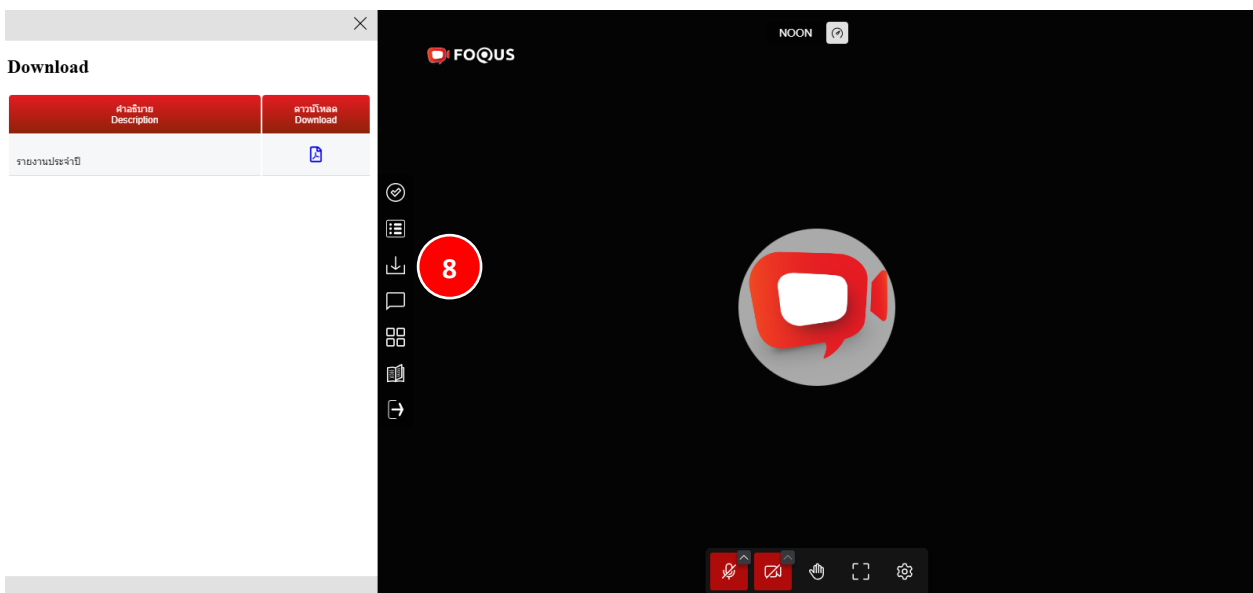 Download
คำอธิบาย
Description
ดาวน์โหลด
Download
รายงานประจำปี
NOON
FOQUS
8